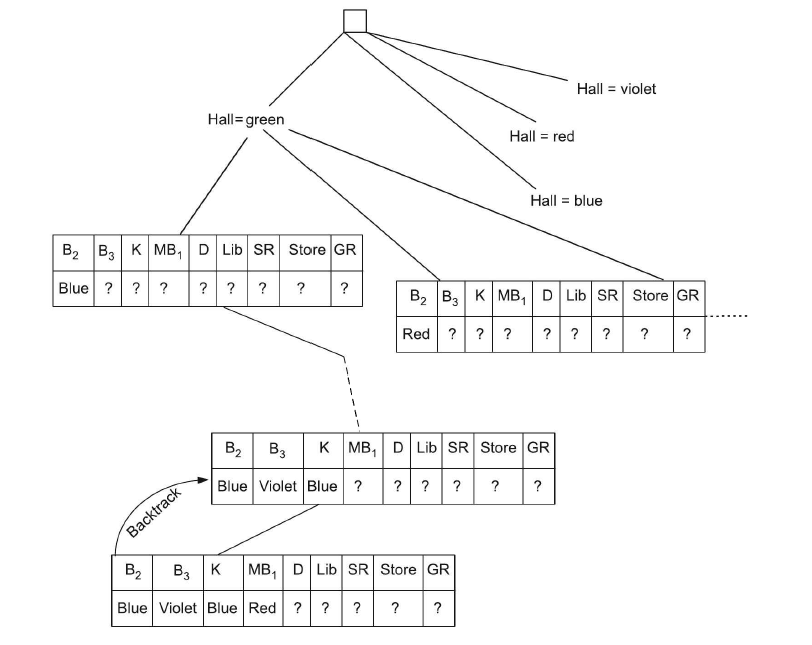 Hall = violet
Hall=green
Hall = red
Hall = blue
B2 B3 K MB1 D Lib SR Store GR
Blue ? ? ? ? ? ? ? ?
B2 B3 K MB1 D Lib SR Store GR
Red ? ? ? ? ? ? ? ?
B2 B3 K MB1 D Lib SR Store GR
Blue Violet Blue ? ? ? ? ? ?
Backtrack
B2 B3 K MB1 D Lib SR Store GR
Blue Violet Blue Red ? ? ? ? ?